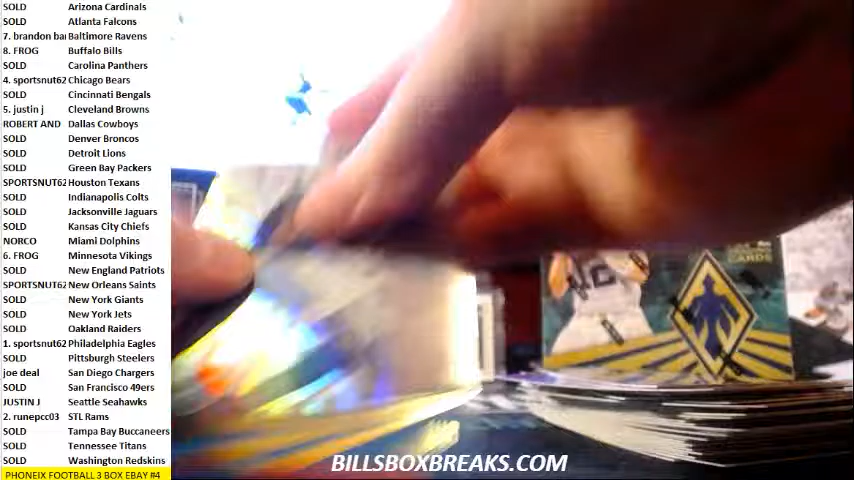 SOLD Arizona Cardinals
SOLD Atlanta Falcons
7. brandon bar Baltimore Ravens
8. FROG Buffalo Bills
SOLD Carolina Panthers
4. sportsnut62 Chicago Bears
SOLD Cincinnati Bengals
5. justin j Cleveland Browns
ROBERT AND Dallas Cowboys
SOLD Denver Broncos
SOLD Detroit Lions
SOLD Green Bay Packers
SPORTSNUT62 Houston Texans
SOLD Indianapolis Colts
SOLD Jacksonville Jaguars
SOLD Kansas City Chiefs
NORCO Miami Dolphins
6. FROG Minnesota Vikings
SOLD New England Patriots
SPORTSNUT62 New Orleans Saints
SOLD New York Giants
SOLD New York Jets
SOLD Oakland Raiders
1. sportsnut62 Philadelphia Eagles
SOLD Pittsburgh Steelers
joe deal San Diego Chargers
SOLD San Francisco 49ers
JUSTIN J Seattle Seahawks
2. runepcc03 STL Rams
SOLD Tampa Bay Buccaneers
SOLD Tennessee Titans
SOLD Washington Redskins
PHONEIX FOOTBALL 3 BOX EBAY #4
CARDS
BILLSBOXBREAKS.COM